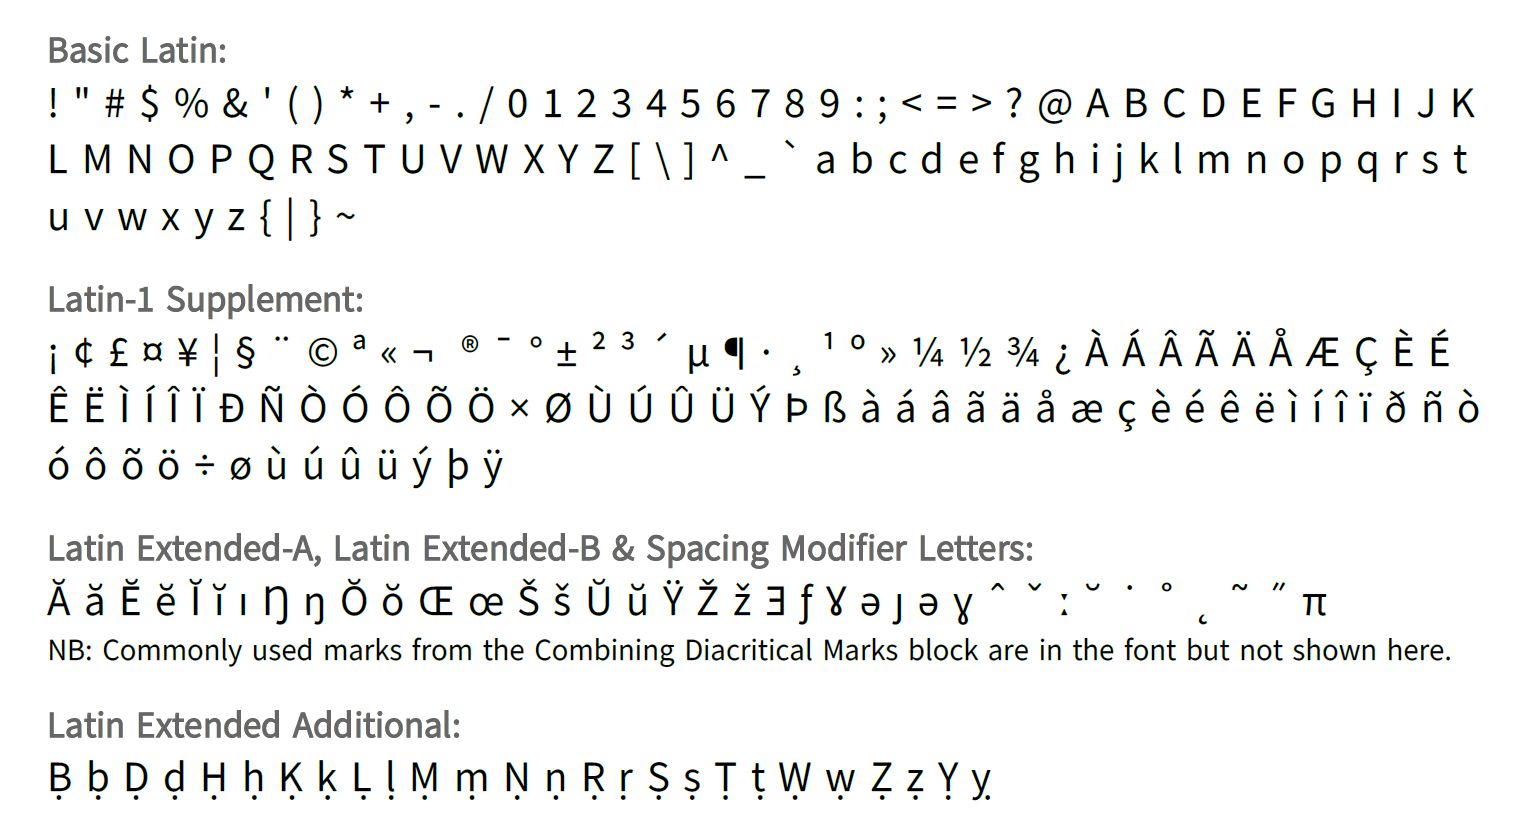 Basic Latin:
! " # $ % & ' ( ) * + , - . / 0 1 2 3 4 5 6 7 8 9 : ; < = > ? @ A B C D E F G H I J K
L M N O P Q R S T U V W X Y Z [ \ ] ^ _ ` a b c d e f g h i j k l m n o p q r s t
u v w x y z { | } ~
Latin-1 Supplement:
¡ ¢ £ ¤ ¥ ¦ § ¨ © ª « ¬ ® ¯ ° ± ² ³ ´ µ ¶ · ¸ ¹ º » ¼ ½ ¾ ¿ À Á Â Ã Ä Å Æ Ç È É
Ê Ë Ì Í Î Ï Ð Ñ Ò Ó Ô Õ Ö × Ø Ù Ú Û Ü Ý Þ ß à á â ã ä å æ ç è é ê ë ì í î ï ð ñ ò
ó ô õ ö ÷ ø ù ú û ü ý þ ÿ
Latin Extended-A, Latin Extended-B & Spacing Modifier Letters:
Ă ă Ĕ ĕ Ĭ ĭ ı Ŋ ŋ Ŏ ŏ Œ œ Š š Ŭ ŭ Ÿ Ž ž Ǝ ƒ Ɣ ǝ ȷ ə ɣ ˆ ˇ ː ˘ ˙ ˚ ˛ ˜ ˝ π
NB: Commonly used marks from the Combining Diacritical Marks block are in the font but not shown here.
Latin Extended Additional:
Ḅ ḅ Ḍ ḍ Ḥ ḥ Ḳ ḳ Ḷ ḷ Ṃ ṃ Ṇ ṇ Ṛ ṛ Ṣ ṣ Ṭ ṭ Ẉ ẉ Ẓ ẓ Ỵ ỵ